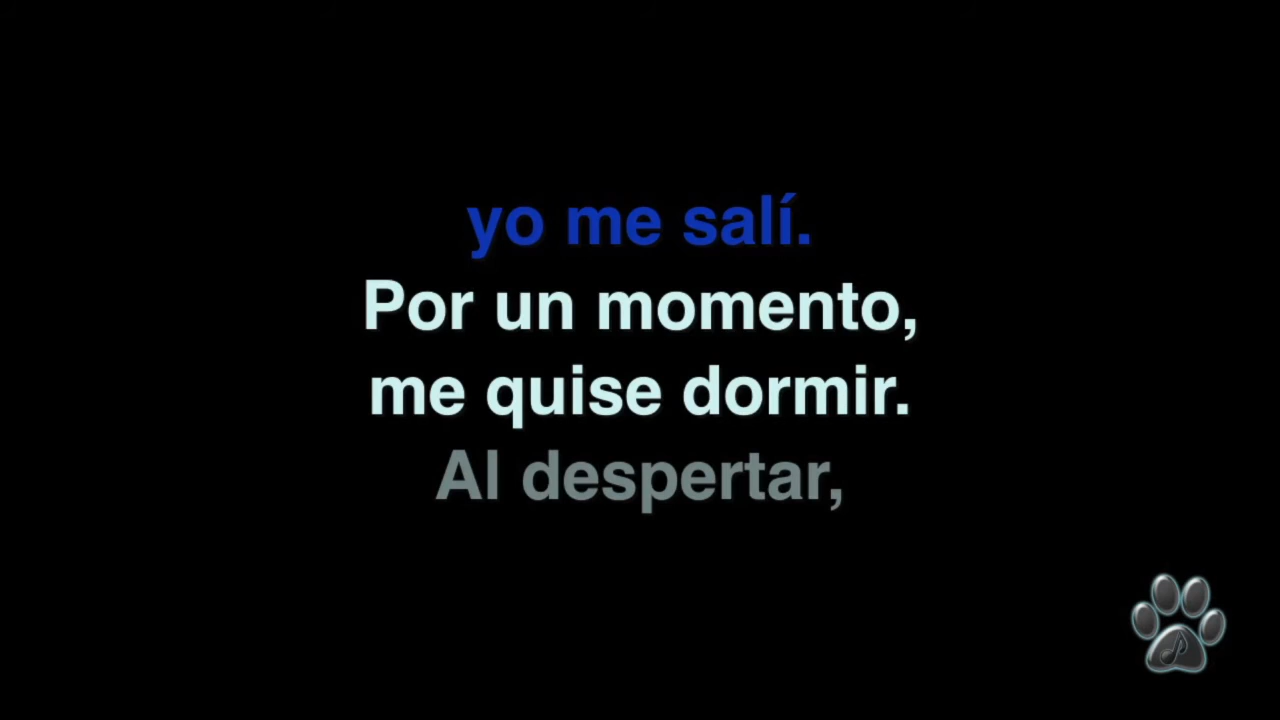 yo me salí.
Por un momento,
me quise dormir.
Al despertar,